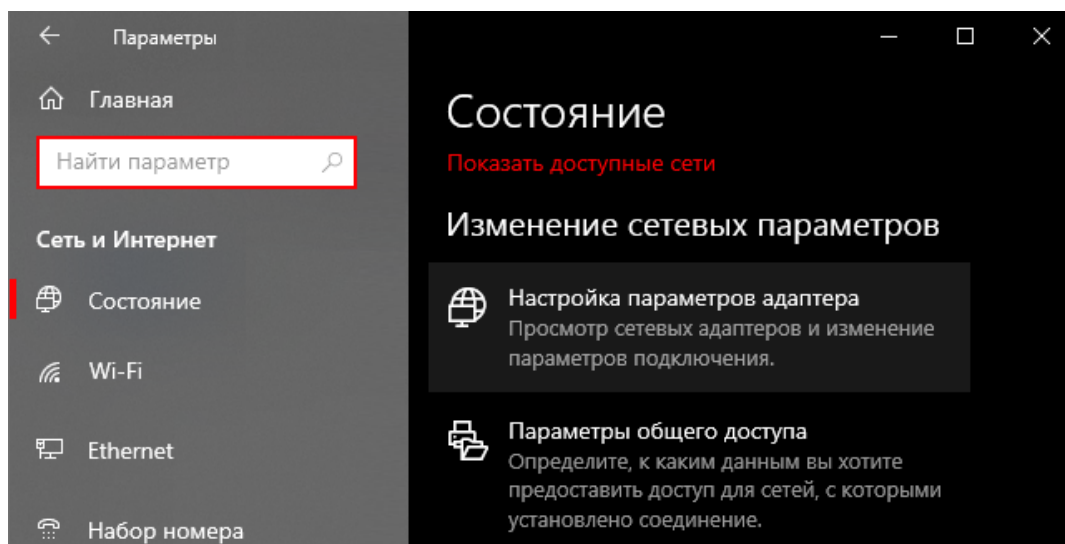 Параметры
Главная
Найти параметр
Сеть и Интернет
Состояние
Wi-Fi
Ethernet
Набор номера
Состояние
Показать доступные сети
Изменение сетевых параметров
Настройка параметров адаптера
Просмотр сетевых адаптеров и изменение
параметров подключения.
Параметры общего доступа
Определите, к каким данным вы хотите
предоставить доступ для сетей, с которыми
установлено соединение.